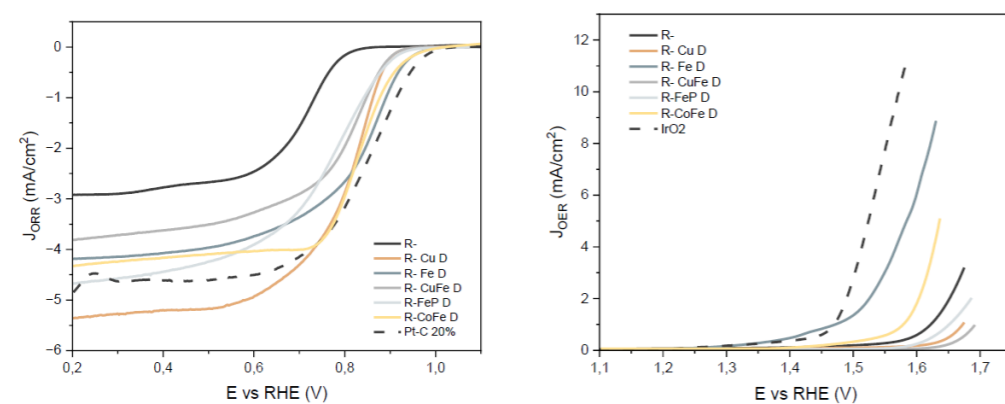 0
−1
−2
−3
−4
−5
−6
J_ORR (mA/cm²)
R-
R- Cu D
R- Fe D
R- CuFe D
R-FeP D
R-CoFe D
Pt-C 20%
0,2
0,4
0,6
0,8
1,0
E vs RHE (V)
12
10
8
6
4
2
0
J_OER (mA/cm²)
R-
R- Cu D
R- Fe D
R- CuFe D
R-FeP D
R-CoFe D
IrO2
1,1
1,2
1,3
1,4
1,5
1,6
1,7
E vs RHE (V)